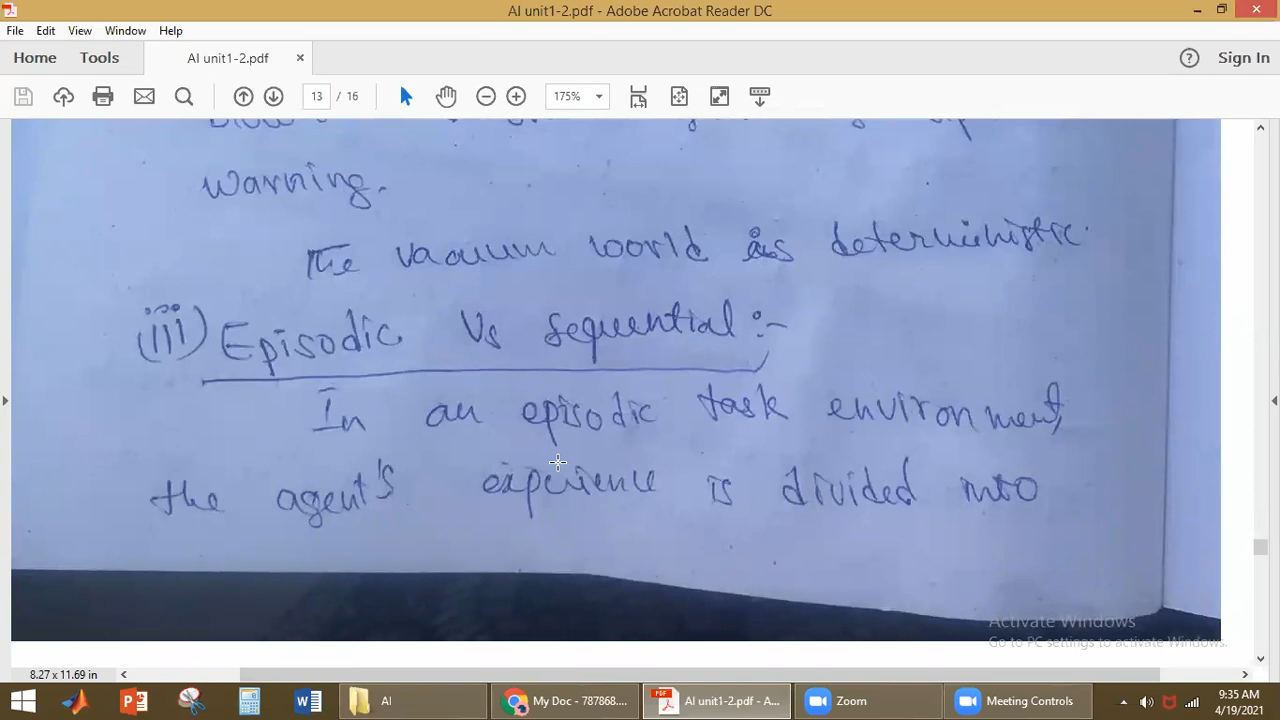 AI unit1-2.pdf - Adobe Acrobat Reader DC
File Edit View Window Help
Home Tools AI unit1-2.pdf × Sign In
13 / 16 175%
warning.
The vacuum world is deterministic.
(iii) Episodic Vs sequential :-
In an episodic task environment,
the agent's experience is divided into
Activate Windows
Go to PC settings to activate Windows.
8.27 x 11.69 in
AI My Doc - 787868.... AI unit1-2.pdf - A... Zoom Meeting Controls 9:35 AM
4/19/2021